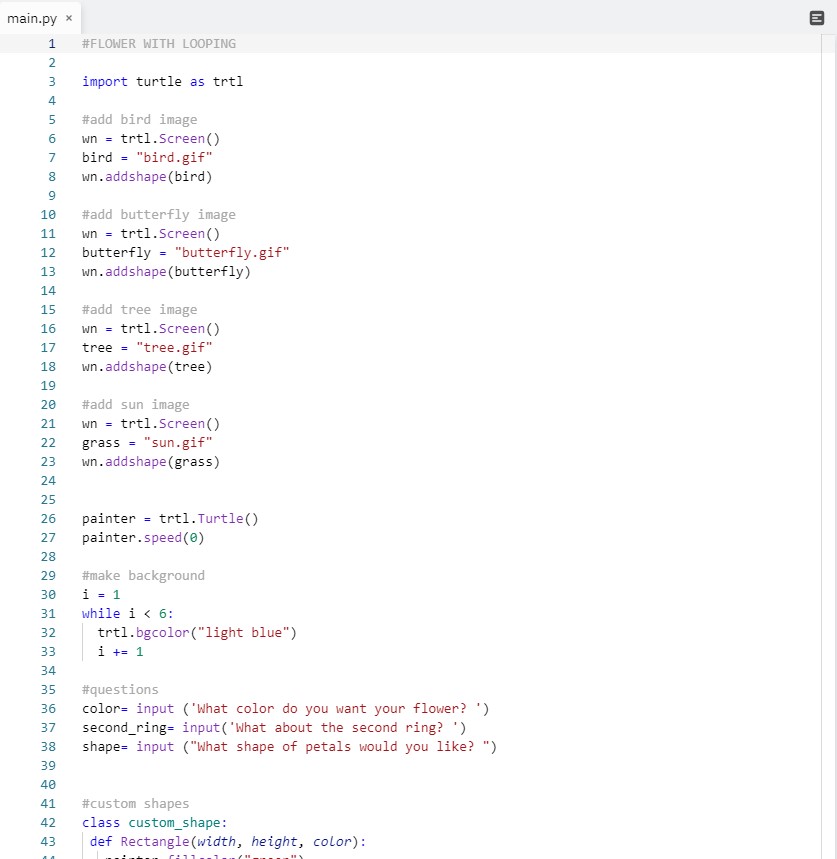 main.py ×
1 #FLOWER WITH LOOPING
2
3 import turtle as trtl
4
5 #add bird image
6 wn = trtl.Screen()
7 bird = "bird.gif"
8 wn.addshape(bird)
9
10 #add butterfly image
11 wn = trtl.Screen()
12 butterfly = "butterfly.gif"
13 wn.addshape(butterfly)
14
15 #add tree image
16 wn = trtl.Screen()
17 tree = "tree.gif"
18 wn.addshape(tree)
19
20 #add sun image
21 wn = trtl.Screen()
22 grass = "sun.gif"
23 wn.addshape(grass)
24
25
26 painter = trtl.Turtle()
27 painter.speed(0)
28
29 #make background
30 i = 1
31 while i < 6:
32   trtl.bgcolor("light blue")
33   i += 1
34
35 #questions
36 color= input ('What color do you want your flower? ')
37 second_ring= input('What about the second ring? ')
38 shape= input ("What shape of petals would you like? ")
39
40
41 #custom shapes
42 class custom_shape:
43  def Rectangle(width, height, color):
44   painter.fillcolor("green")